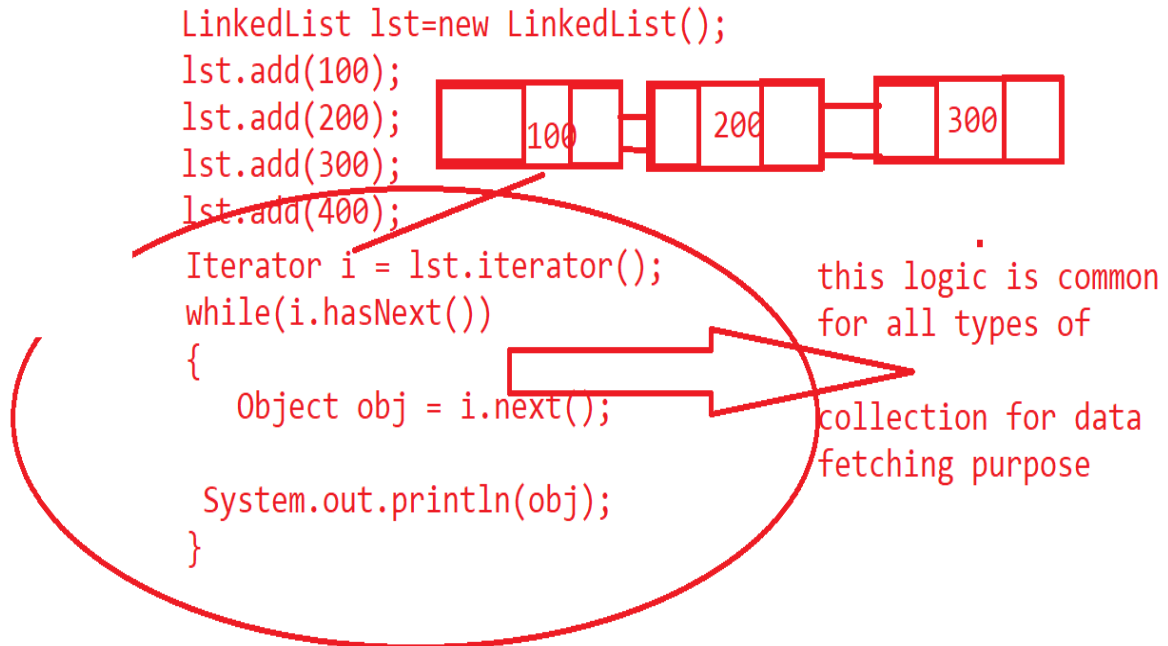 LinkedList lst=new LinkedList();
lst.add(100);
lst.add(200);
lst.add(300);
lst.add(400);
100
200
300
Iterator i = lst.iterator();
while(i.hasNext())
{
Object obj = i.next();
System.out.println(obj);
}
this logic is common
for all types of
collection for data
fetching purpose